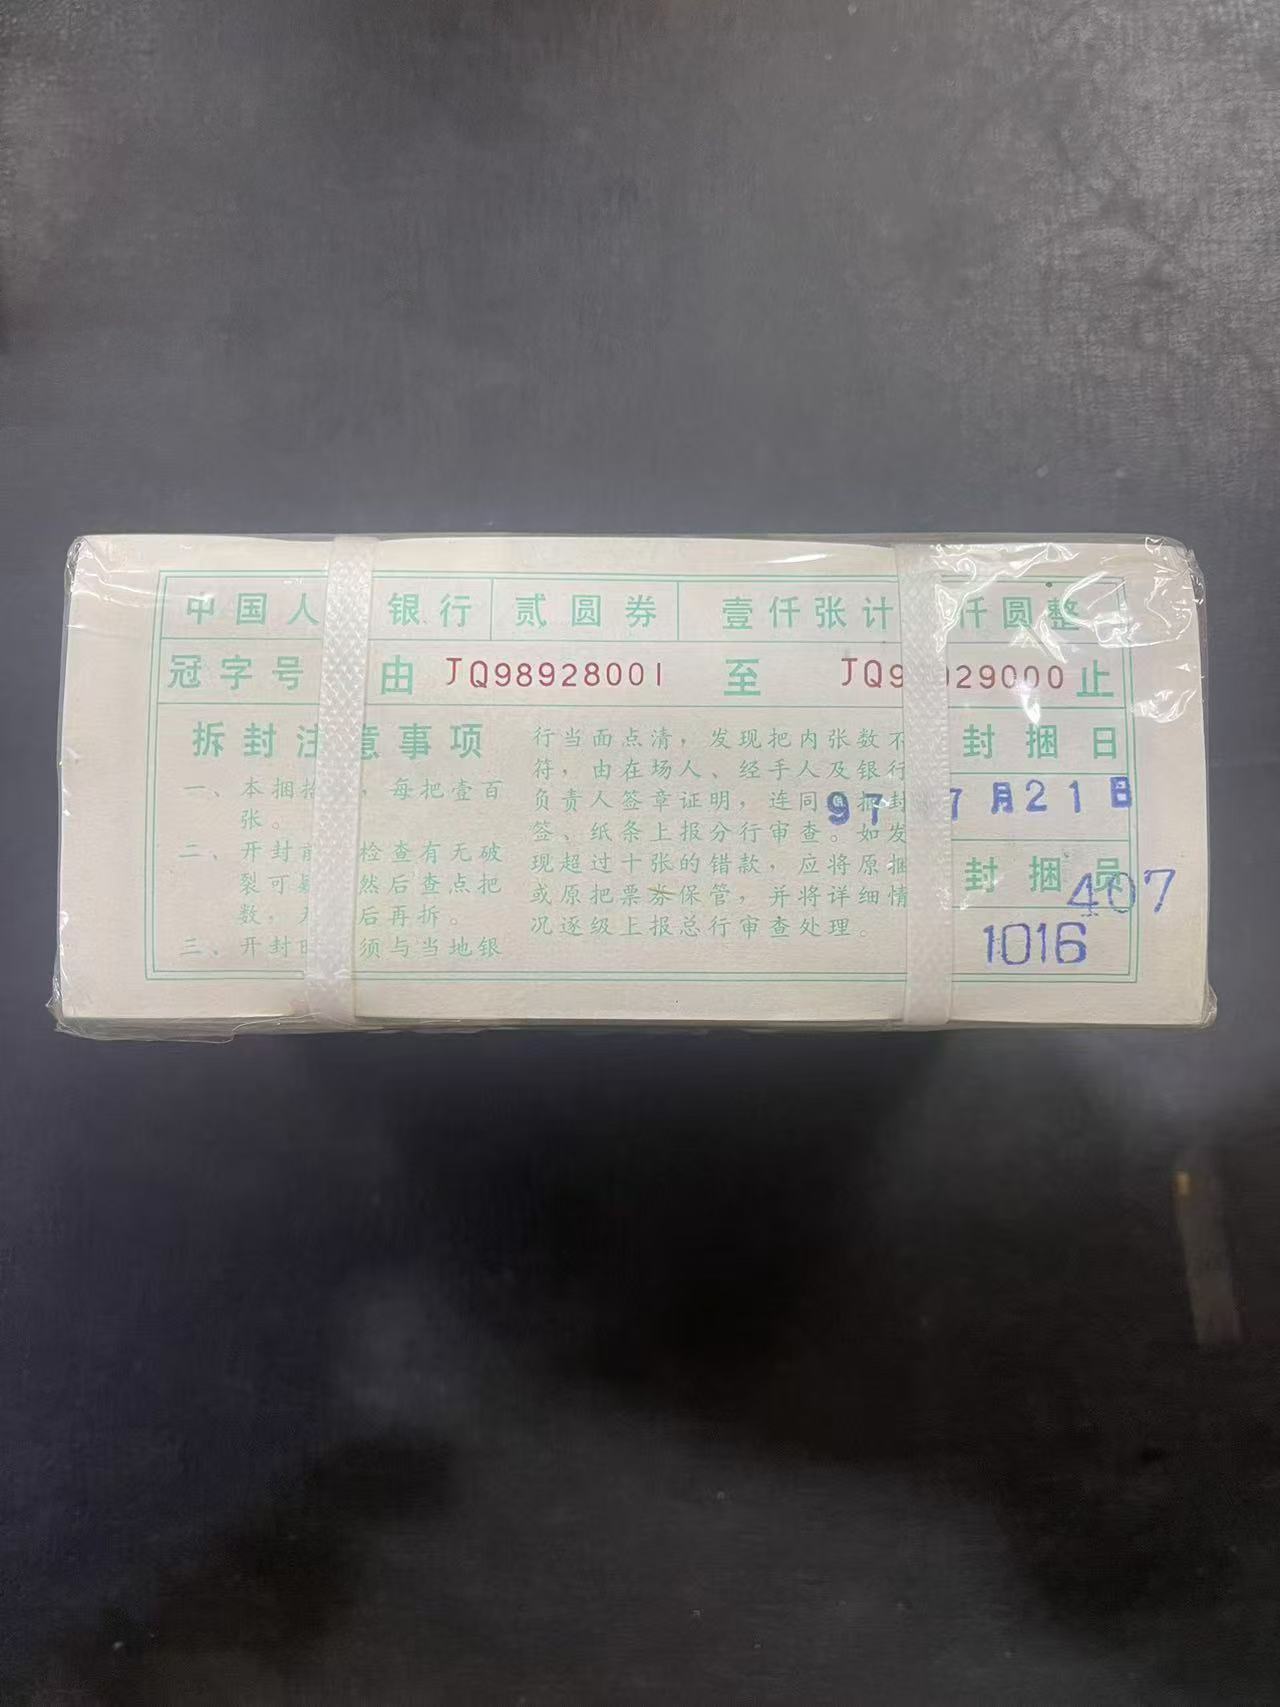 中国人 银行 贰圆券 壹仟张计 仟圆整
冠字号 由 JQ98928001 至 JQ9 029000 止
拆封注意事项
一、本捆拾 , 每把壹百
张。
二、开封前 检查有无破
裂可疑 然后查点把
数, 后再拆。
三、开封时 须与当地银
行当面点清, 发现把内张数不
符, 由在场人、经手人及银行
负责人签章证明, 连同 封
签、纸条上报分行审查。如发
现超过十张的错款, 应将原捆
或原把票券保管, 并将详细情
况逐级上报总行审查处理。
封捆日
97 7月21日
封捆员
407
1016